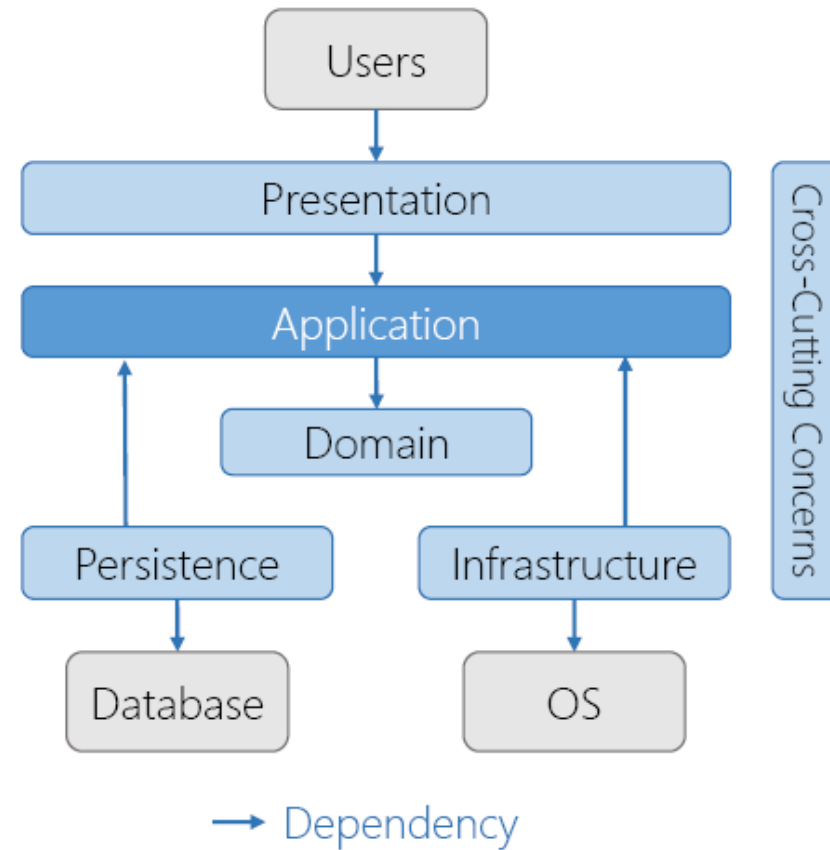 Users
Presentation
Application
Domain
Persistence
Infrastructure
Database
OS
Cross-Cutting Concerns
Dependency